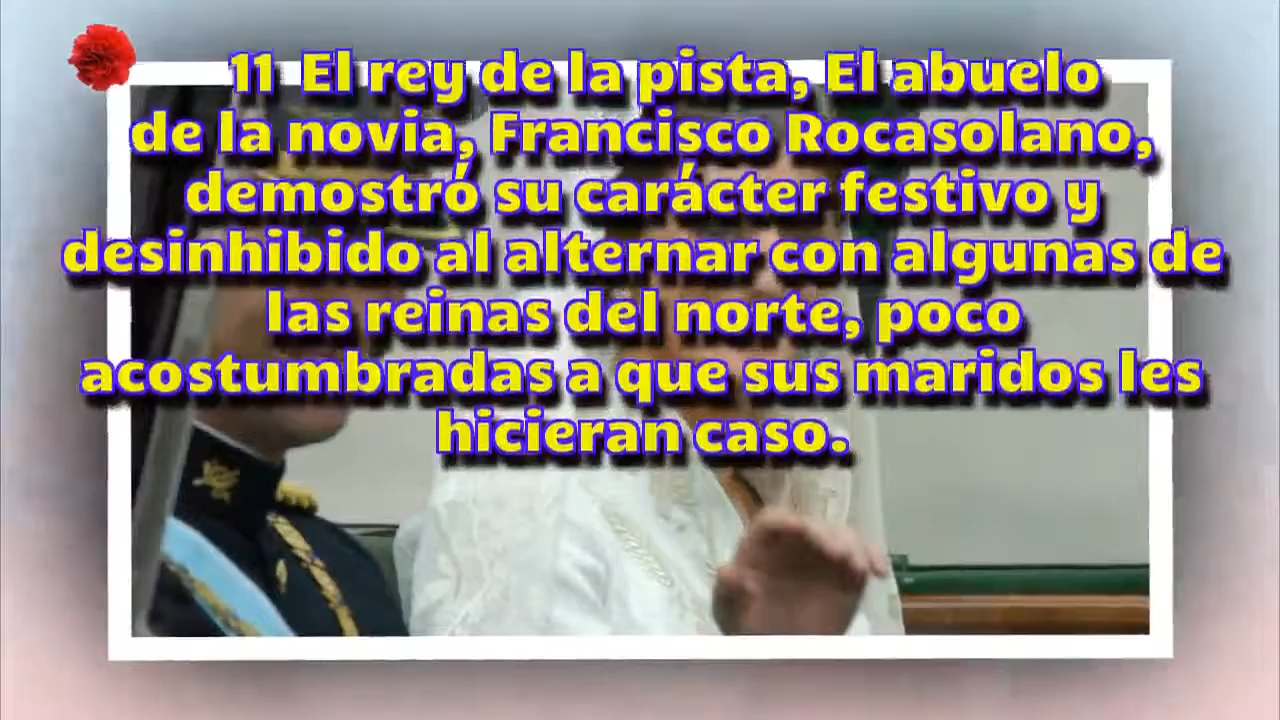 11 El rey de la pista, El abuelo
de la novia, Francisco Rocasolano,
demostró su carácter festivo y
desinhibido al alternar con algunas de
las reinas del norte, poco
acostumbradas a que sus maridos les
hicieran caso.